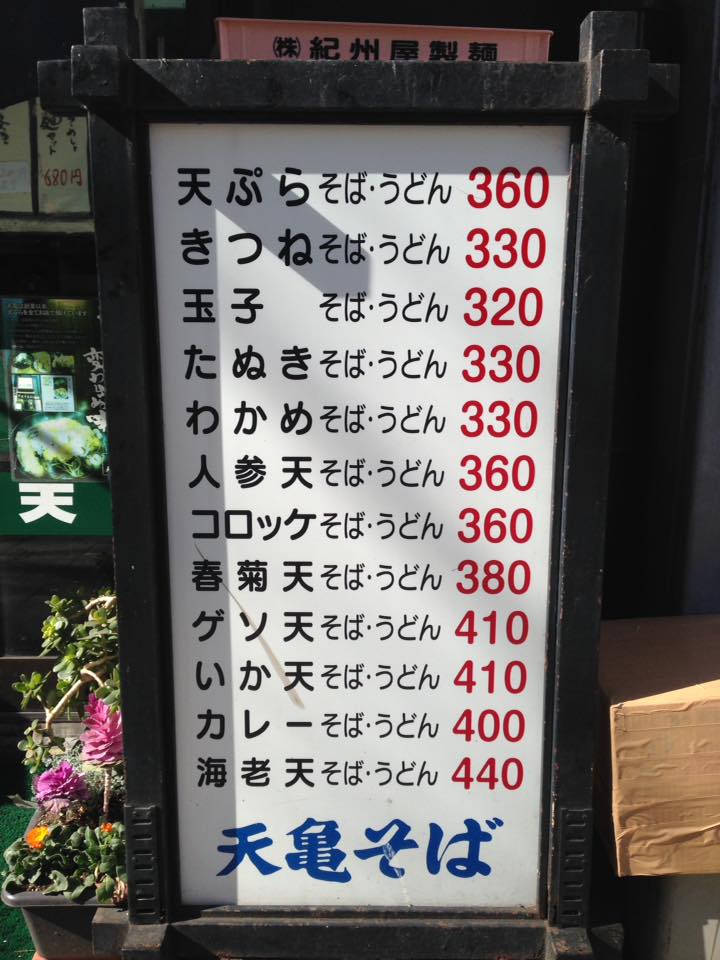 ㈱紀州屋製麺
680円
天ぷらそば・うどん 360
きつねそば・うどん 330
玉子 そば・うどん 320
たぬきそば・うどん 330
わかめそば・うどん 330
人参天そば・うどん 360
コロッケそば・うどん 360
春菊天そば・うどん 380
ゲソ天そば・うどん 410
いか天そば・うどん 410
カレーそば・うどん 400
海老天そば・うどん 440
天亀そば
天